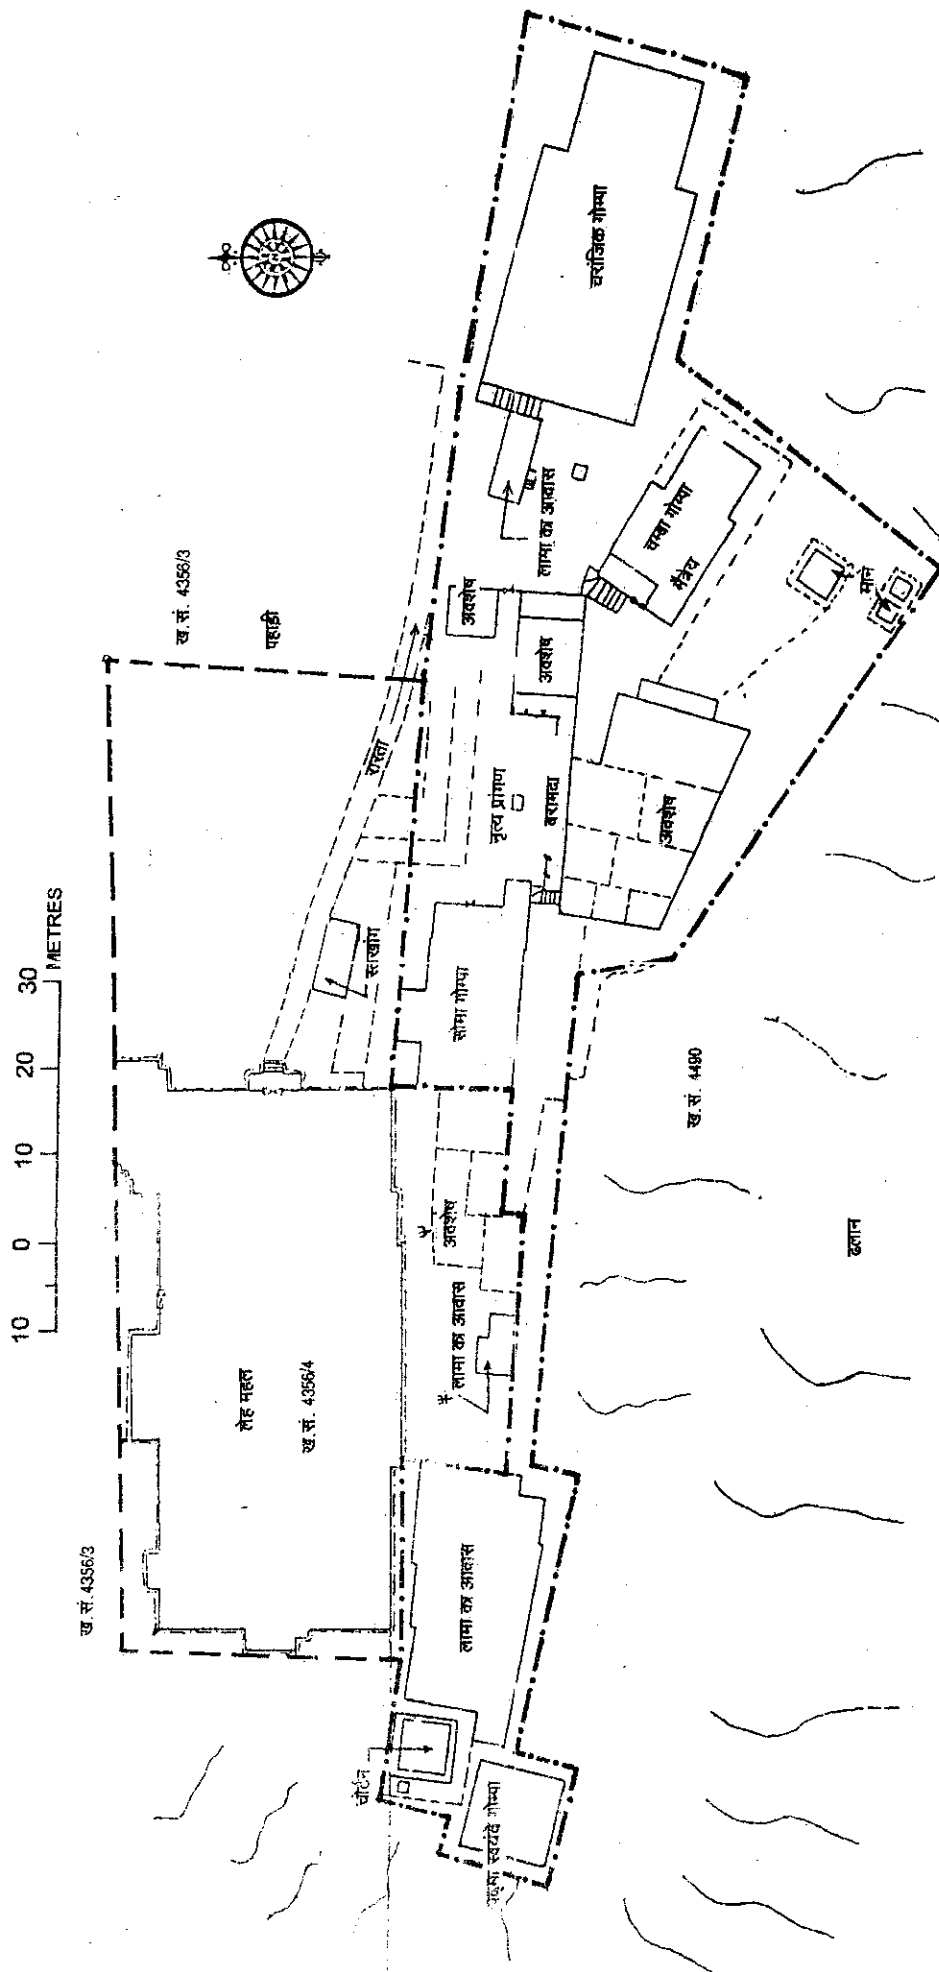 10 0 10 20 30
METRES
ख.सं. 4356/3
ख.सं. 4356/3
पहाड़ी
लेह महल
ख.सं. 4356/4
रास्ता
चरांजिक गोम्पा
लामा का आवास
अवशेष
अवशेष
चम्बा गोम्पा
मैत्रेय
माने
नृत्य प्रांगण
बरामदा
अवशेष
सोमा गोम्पा
अवशेष
लामा का आवास
लामा का आवास
चोर्टेन
गोम्पा
ख.सं. 4490
ढलान